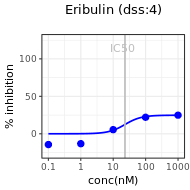 Eribulin (dss:4)
IC50
% inhibition
100
50
0
0.1 1 10 100 1000
conc(nM)